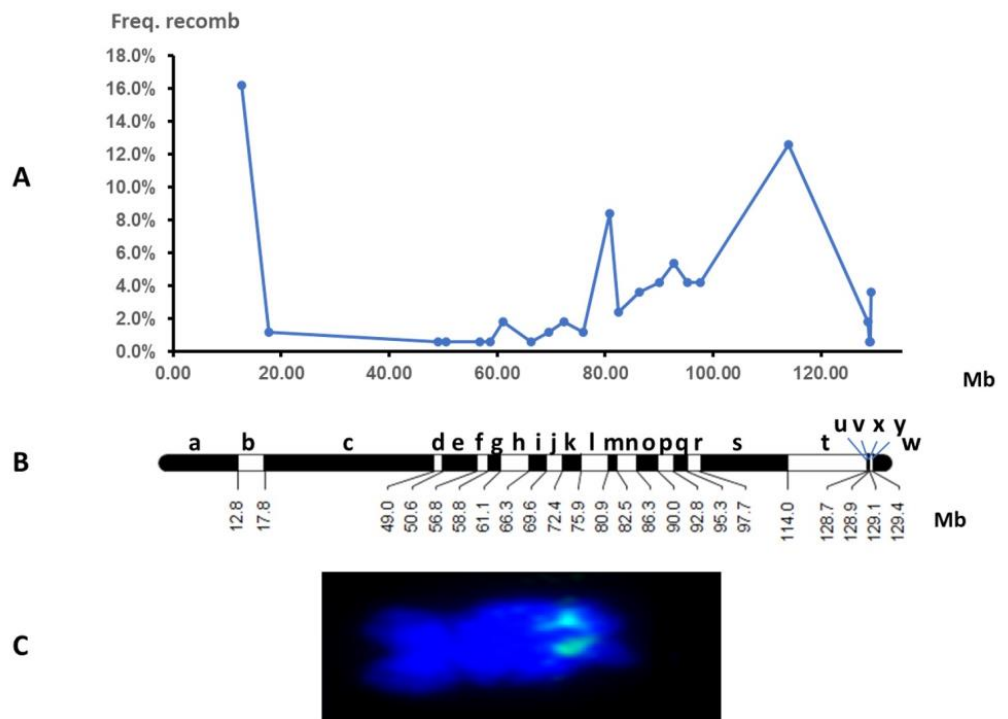 Freq. recomb
18.0%
16.0%
14.0%
12.0%
10.0%
8.0%
6.0%
4.0%
2.0%
0.0%
A
0.00 20.00 40.00 60.00 80.00 100.00 120.00
Mb
u v x y
a b c d e f g h i j k l m n o p q r s t w
B
12.8 17.8 49.0 50.6 56.8 58.8 61.1 66.3 69.6 72.4 75.9 80.9 82.5 86.3 90.0 92.8 95.3 97.7 114.0 128.7 128.9 129.1 129.4 Mb
C